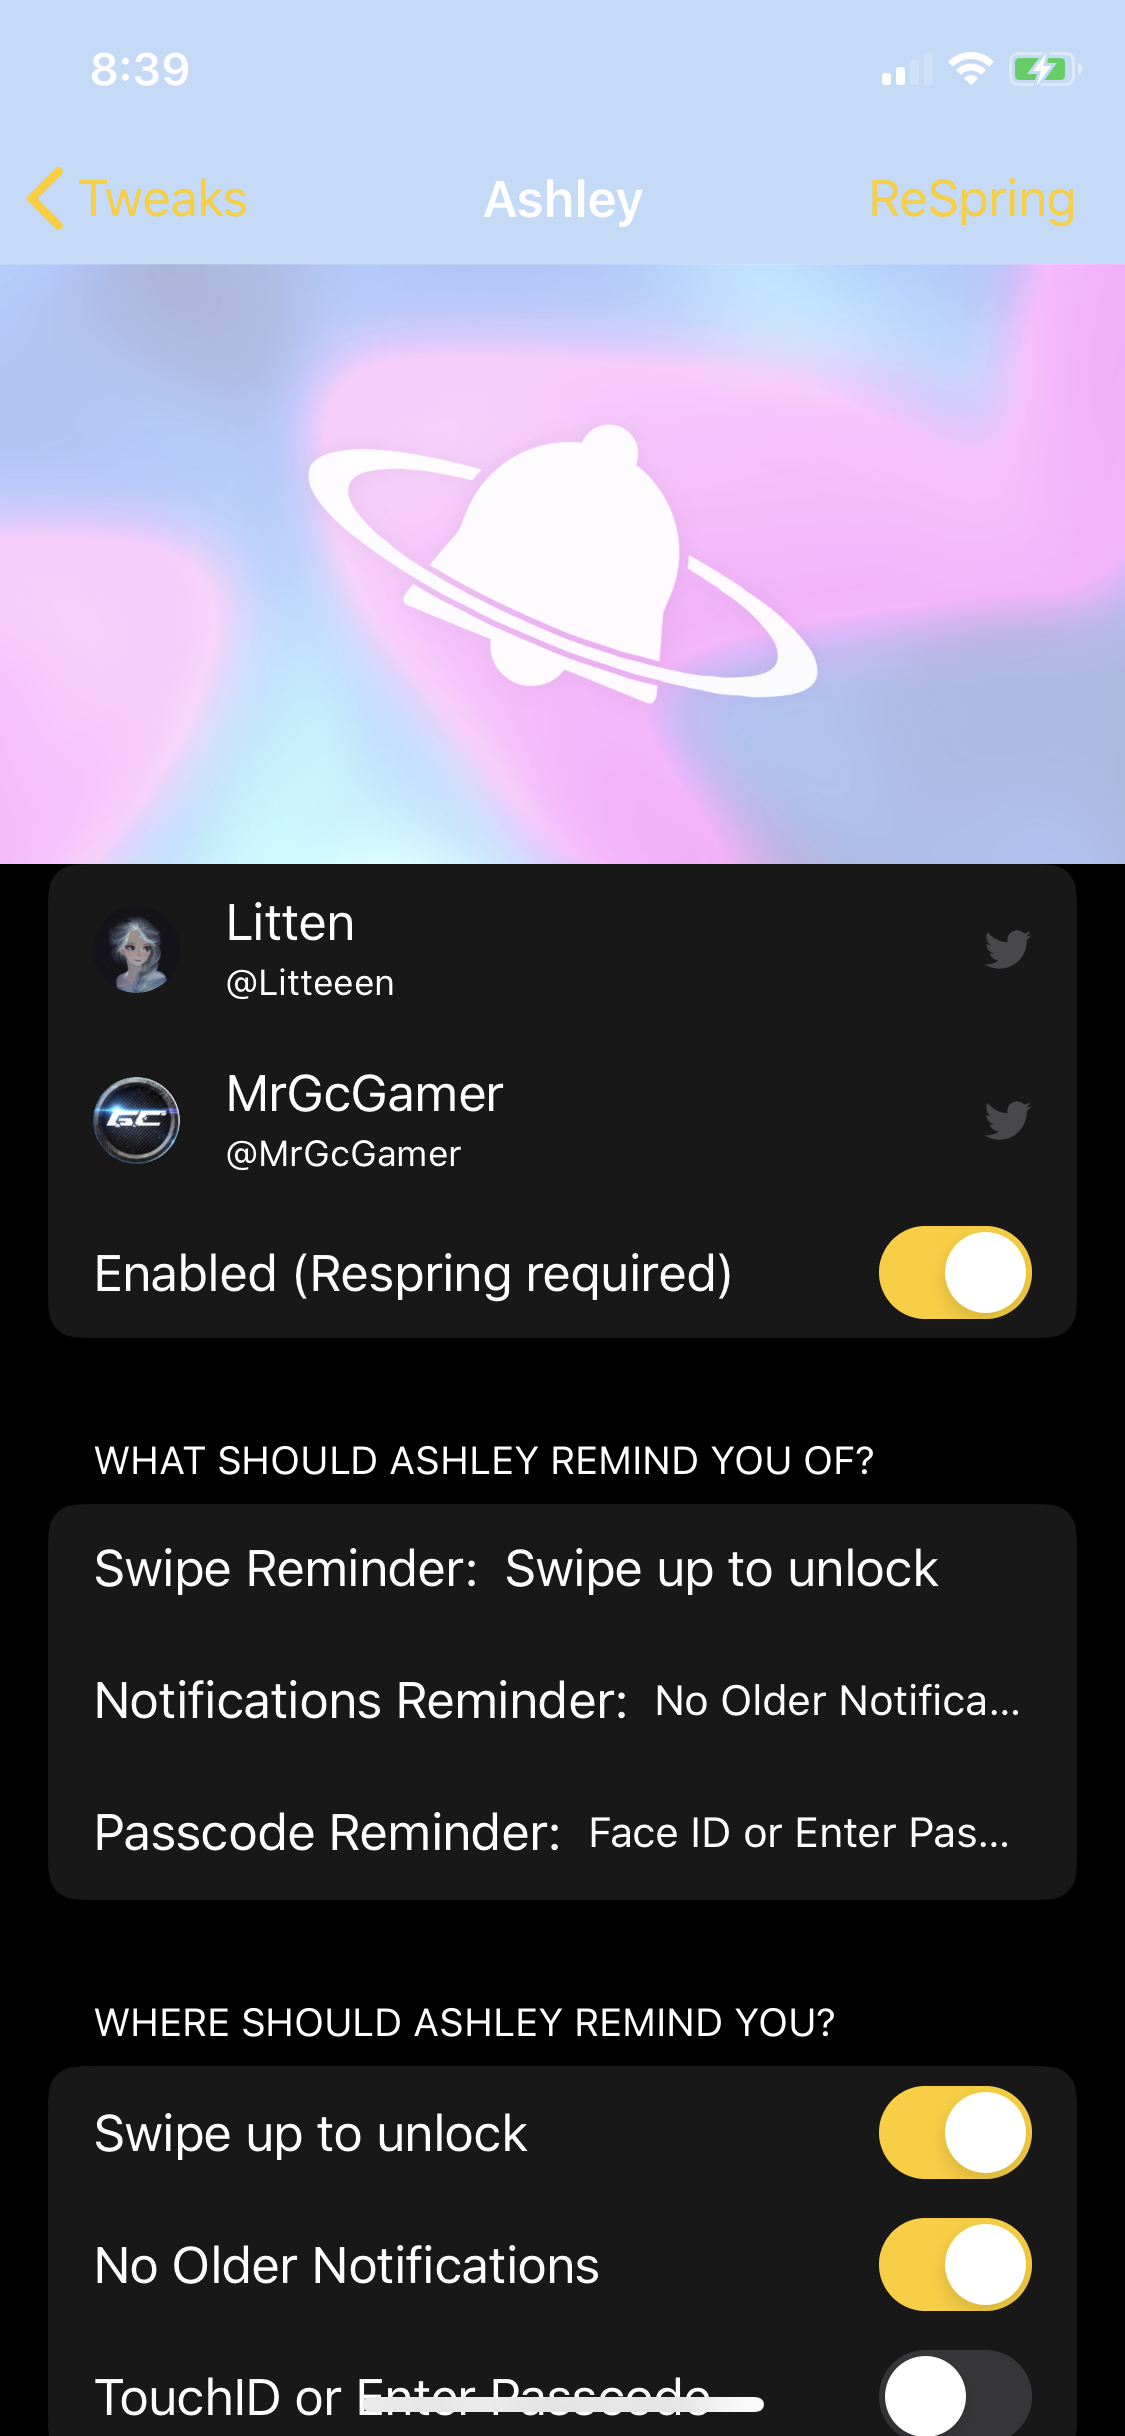 8:39
Tweaks
Ashley
ReSpring
Litten
@Litteeen
GC
MrGcGamer
@MrGcGamer
Enabled (Respring required)
WHAT SHOULD ASHLEY REMIND YOU OF?
Swipe Reminder: Swipe up to unlock
Notifications Reminder: No Older Notifica...
Passcode Reminder: Face ID or Enter Pas...
WHERE SHOULD ASHLEY REMIND YOU?
Swipe up to unlock
No Older Notifications
TouchID or Enter Passcode